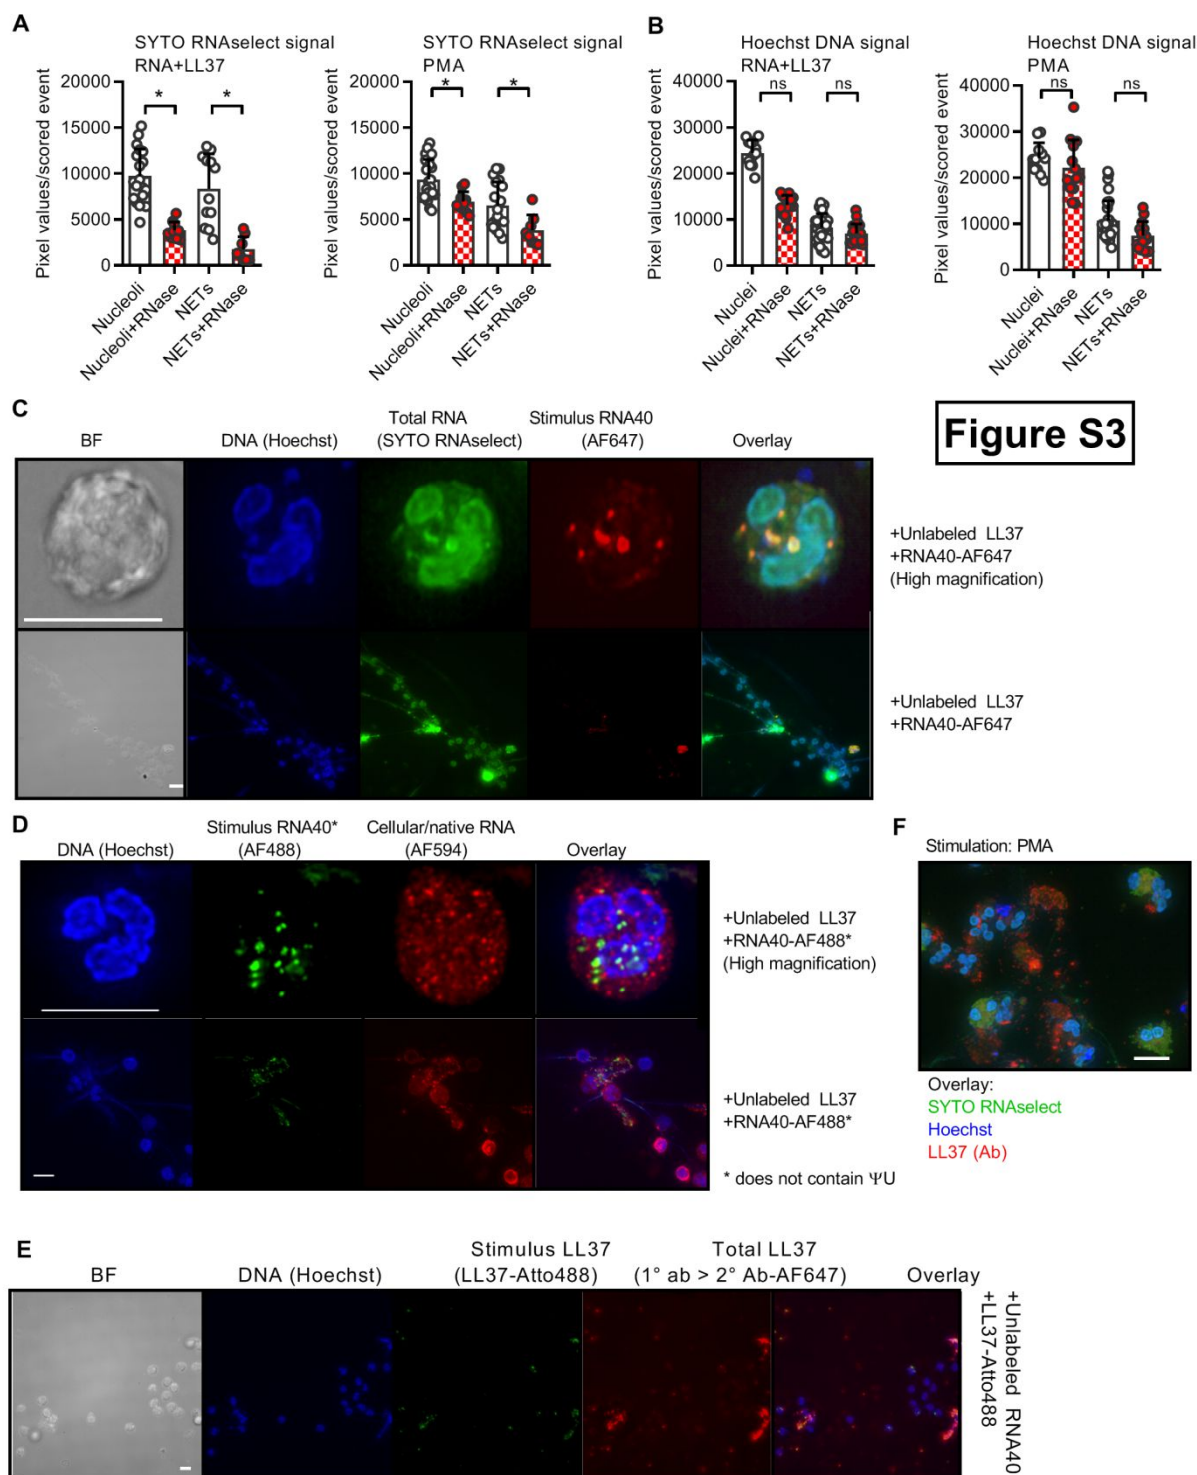 A
SYTO RNAselect signal
RNA+LL37
Pixel values/scored event
20000
15000
10000
5000
0
*
*
Nucleoli
Nucleoli+RNase
NETs
NETs+RNase
SYTO RNAselect signal
PMA
Pixel values/scored event
20000
15000
10000
5000
0
*
*
Nucleoli
Nucleoli+RNase
NETs
NETs+RNase
B
Hoechst DNA signal
RNA+LL37
Pixel values/scored event
40000
30000
20000
10000
0
ns
ns
Nuclei
Nuclei+RNase
NETs
NETs+RNase
Hoechst DNA signal
PMA
Pixel values/scored event
40000
30000
20000
10000
0
ns
ns
Nuclei
Nuclei+RNase
NETs
NETs+RNase
Figure S3
C
BF
DNA (Hoechst)
Total RNA
(SYTO RNAselect)
Stimulus RNA40
(AF647)
Overlay
+Unlabeled LL37
+RNA40-AF647
(High magnification)
+Unlabeled LL37
+RNA40-AF647
D
DNA (Hoechst)
Stimulus RNA40*
(AF488)
Cellular/native RNA
(AF594)
Overlay
+Unlabeled LL37
+RNA40-AF488*
(High magnification)
+Unlabeled LL37
+RNA40-AF488*
* does not contain ΨU
F
Stimulation: PMA
Overlay:
SYTO RNAselect
Hoechst
LL37 (Ab)
E
BF
DNA (Hoechst)
Stimulus LL37
(LL37-Atto488)
Total LL37
(1° ab > 2° Ab-AF647)
Overlay
+Unlabeled RNA40
+LL37-Atto488